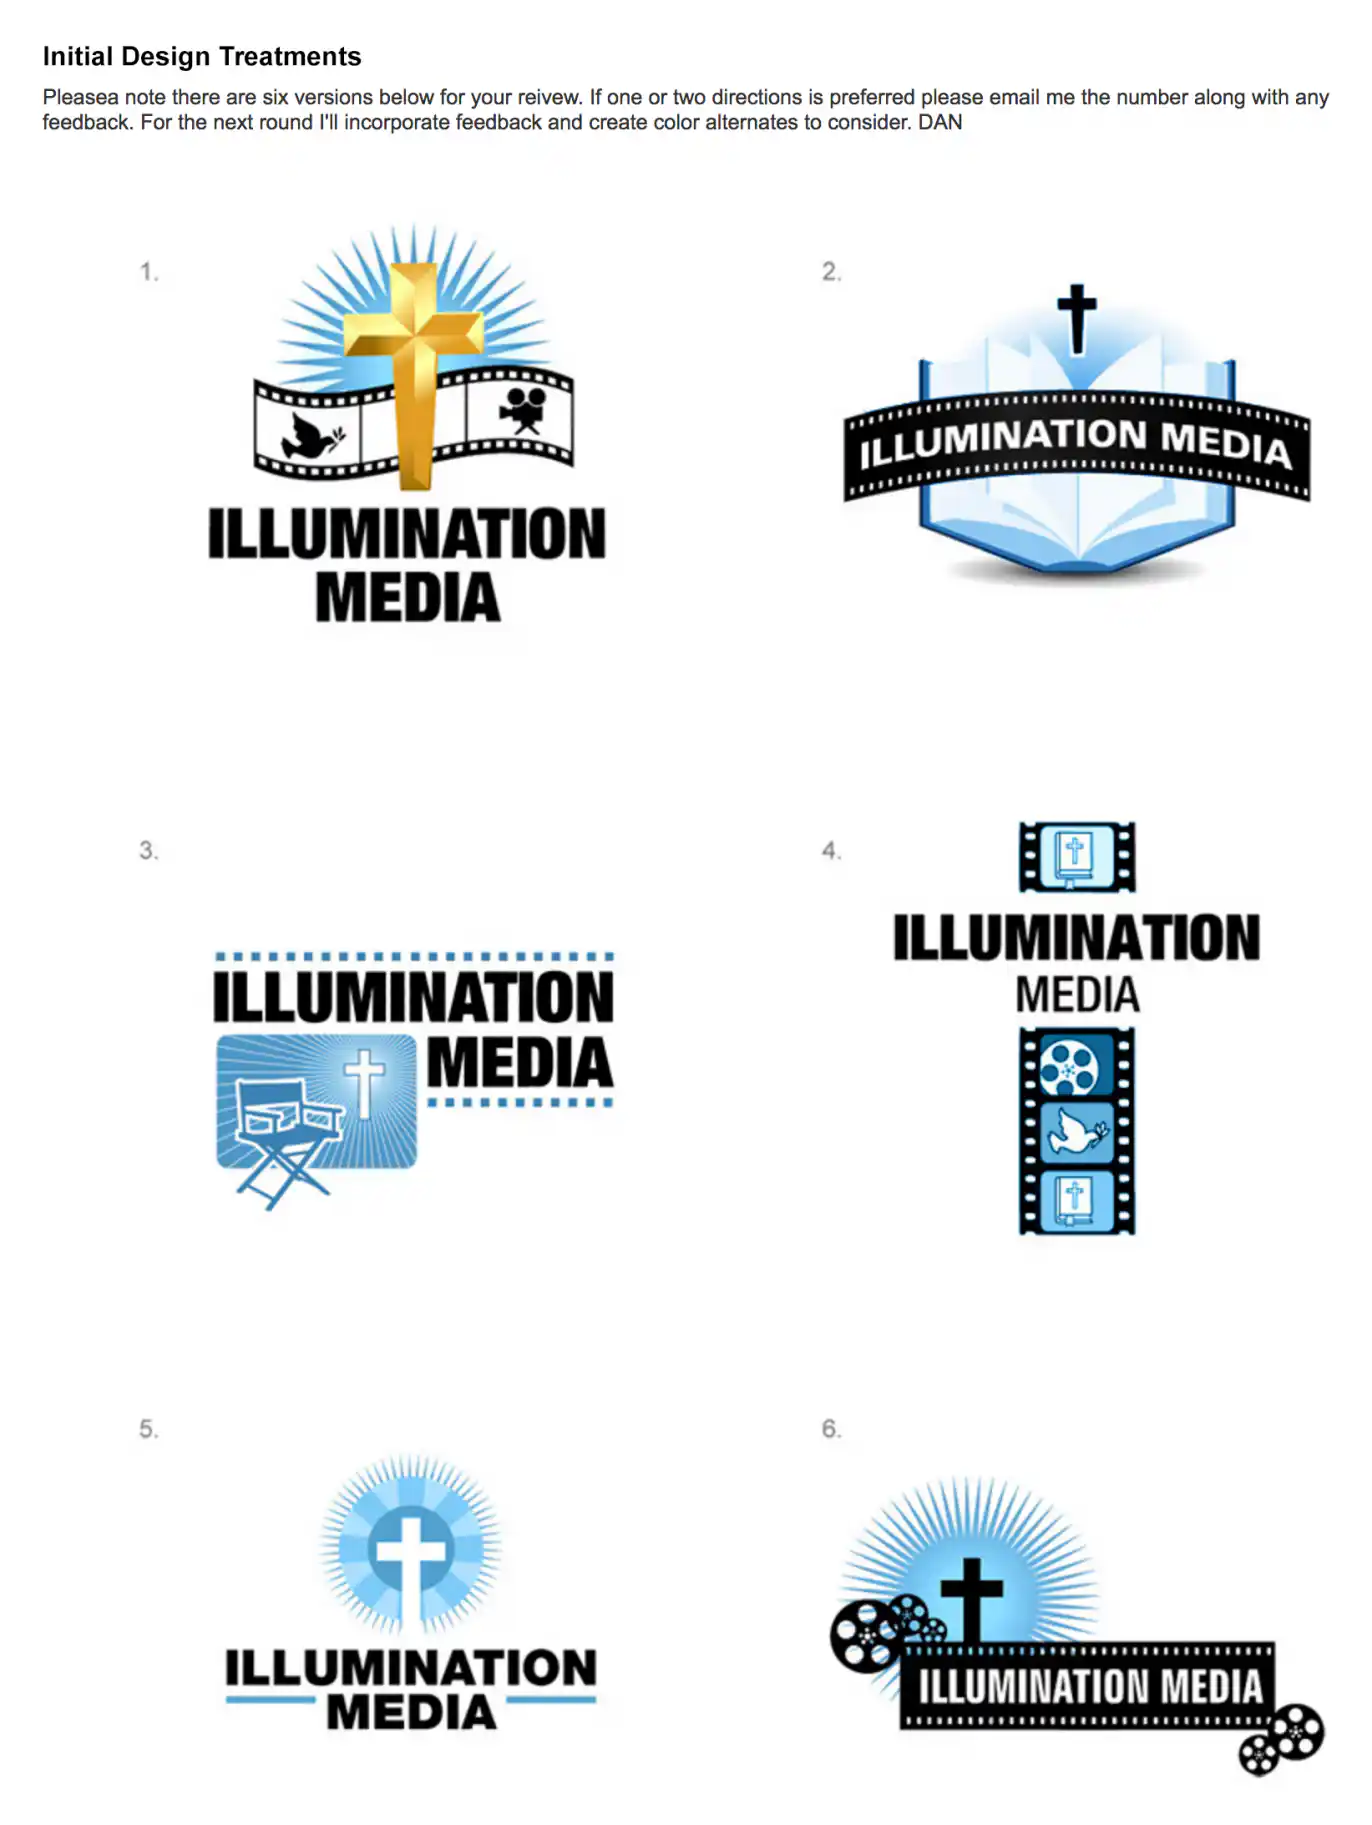 Initial Design Treatments
Pleasea note there are six versions below for your reivew. If one or two directions is preferred please email me the number along with any
feedback. For the next round I'll incorporate feedback and create color alternates to consider. DAN
1.
ILLUMINATION
MEDIA
2.
ILLUMINATION MEDIA
3.
ILLUMINATION
MEDIA
4.
ILLUMINATION
MEDIA
5.
ILLUMINATION
MEDIA
6.
ILLUMINATION MEDIA